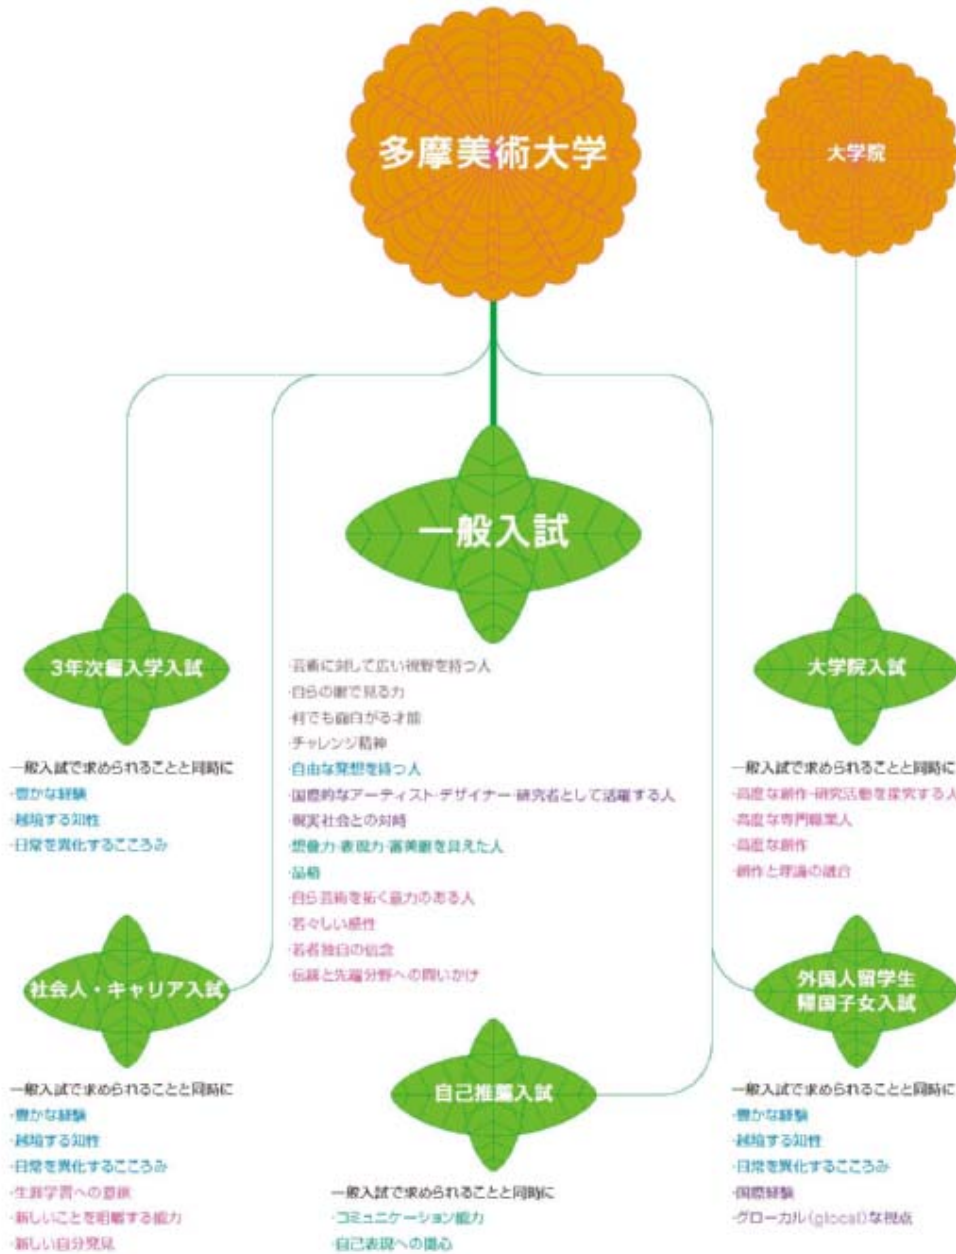 多摩美術大学
大学院
一般入試
3年次編入学入試
一般入試で求められることと同時に
・豊かな経験
・越境する知性
・日常を異化するこころみ
・芸術に対して広い視野を持つ人
・自らの眼で見る力
・何でも面白がる才能
・チャレンジ精神
・自由な発想を持つ人
・国際的なアーティスト・デザイナー・研究者として活躍する人
・現実社会との対峙
・想像力・表現力・審美眼を具えた人
・品格
・自ら芸術を拓く意力のある人
・若々しい感性
・若者独自の信念
・伝統と先端分野への問いかけ
大学院入試
一般入試で求められることと同時に
・高度な創作・研究活動を探究する人
・高度な専門職業人
・高度な創作
・創作と理論の融合
社会人・キャリア入試
一般入試で求められることと同時に
・豊かな経験
・越境する知性
・日常を異化するこころみ
・生涯学習への意欲
・新しいことを咀嚼する能力
・新しい自分発見
自己推薦入試
一般入試で求められることと同時に
・コミュニケーション能力
・自己表現への関心
外国人留学生
帰国子女入試
一般入試で求められることと同時に
・豊かな経験
・越境する知性
・日常を異化するこころみ
・国際経験
・グローカル(glocal)な視点